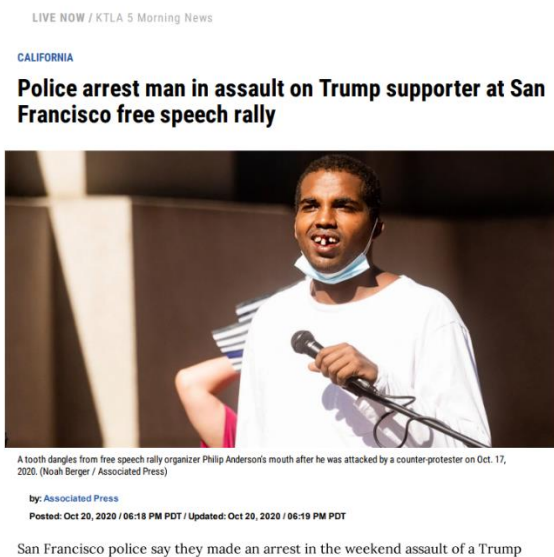 LIVE NOW / KTLA 5 Morning News
CALIFORNIA
Police arrest man in assault on Trump supporter at San
Francisco free speech rally
A tooth dangles from free speech rally organizer Philip Anderson's mouth after he was attacked by a counter-protester on Oct. 17,
2020. (Noah Berger / Associated Press)
by: Associated Press
Posted: Oct 20, 2020 / 06:18 PM PDT / Updated: Oct 20, 2020 / 06:19 PM PDT
San Francisco police say they made an arrest in the weekend assault of a Trump